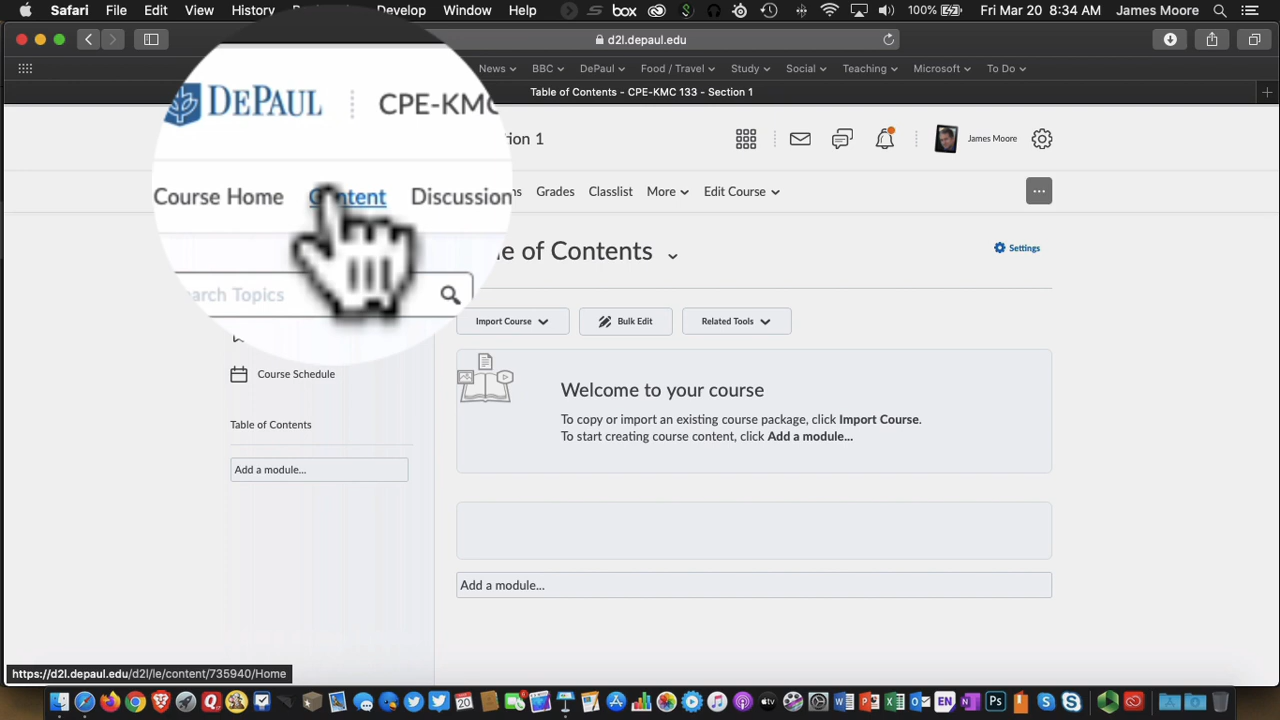 Safari File Edit View History Develop Window Help box 100% Fri Mar 20 8:34 AM James Moore
d2l.depaul.edu
News BBC DePaul Food / Travel Study Social Teaching Microsoft To Do
Table of Contents - CPE-KMC 133 - Section 1
DEPAUL CPE-KMC
ion 1
James Moore
Course Home Content Discussion
ns Grades Classlist More Edit Course
le of Contents
Settings
arch Topics
Import Course Bulk Edit Related Tools
Course Schedule
Welcome to your course
To copy or import an existing course package, click Import Course.
To start creating course content, click Add a module...
Table of Contents
Add a module...
Add a module...
https://d2l.depaul.edu/d2l/le/content/735940/Home